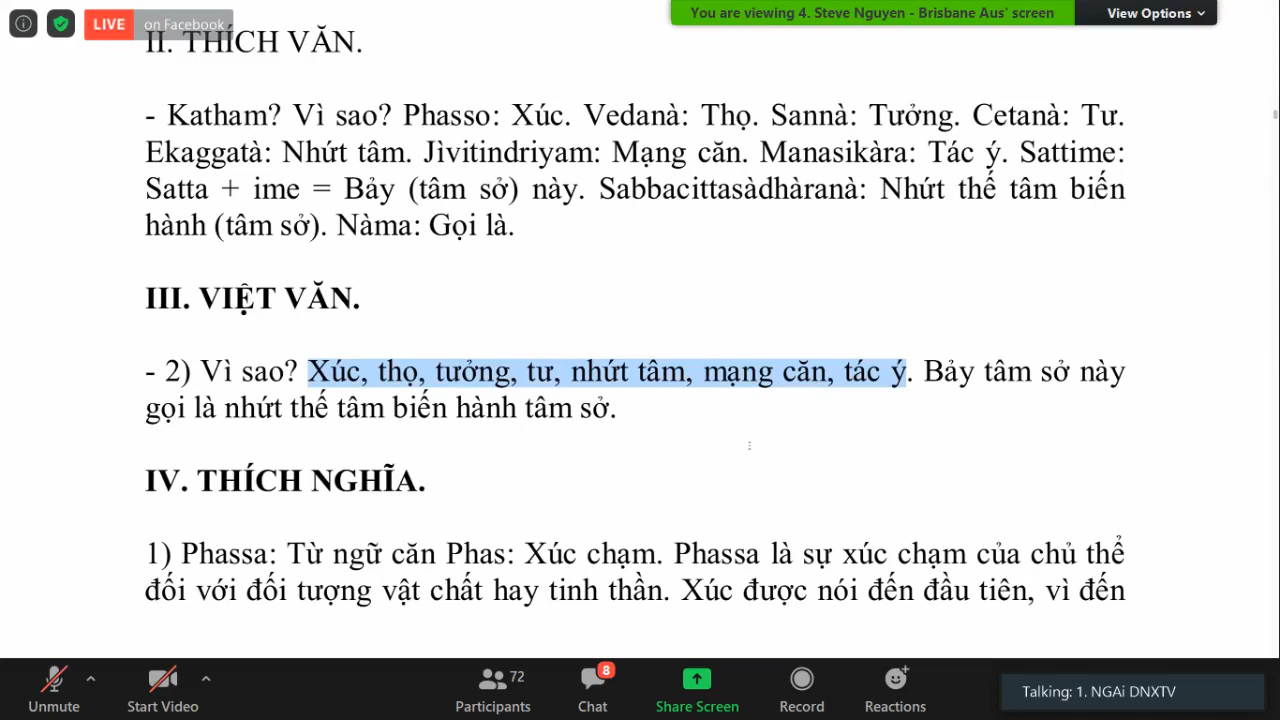 LIVE on Facebook
You are viewing 4. Steve Nguyen - Brisbane Aus' screen
View Options
II. THÍCH VĂN.
- Katham? Vì sao? Phasso: Xúc. Vedanà: Thọ. Sannà: Tưởng. Cetanà: Tư.
Ekaggatà: Nhứt tâm. Jìvitindriyam: Mạng căn. Manasikàra: Tác ý. Sattime:
Satta + ime = Bảy (tâm sở) này. Sabbacittasàdhàranà: Nhứt thế tâm biến
hành (tâm sở). Nàma: Gọi là.
III. VIỆT VĂN.
- 2) Vì sao? Xúc, thọ, tưởng, tư, nhứt tâm, mạng căn, tác ý. Bảy tâm sở này
gọi là nhứt thế tâm biến hành tâm sở.
IV. THÍCH NGHĨA.
1) Phassa: Từ ngữ căn Phas: Xúc chạm. Phassa là sự xúc chạm của chủ thể
đối với đối tượng vật chất hay tinh thần. Xúc được nói đến đầu tiên, vì đến
72
8
Unmute
Start Video
Participants
Chat
Share Screen
Record
Reactions
Talking: 1. NGAi DNXTV